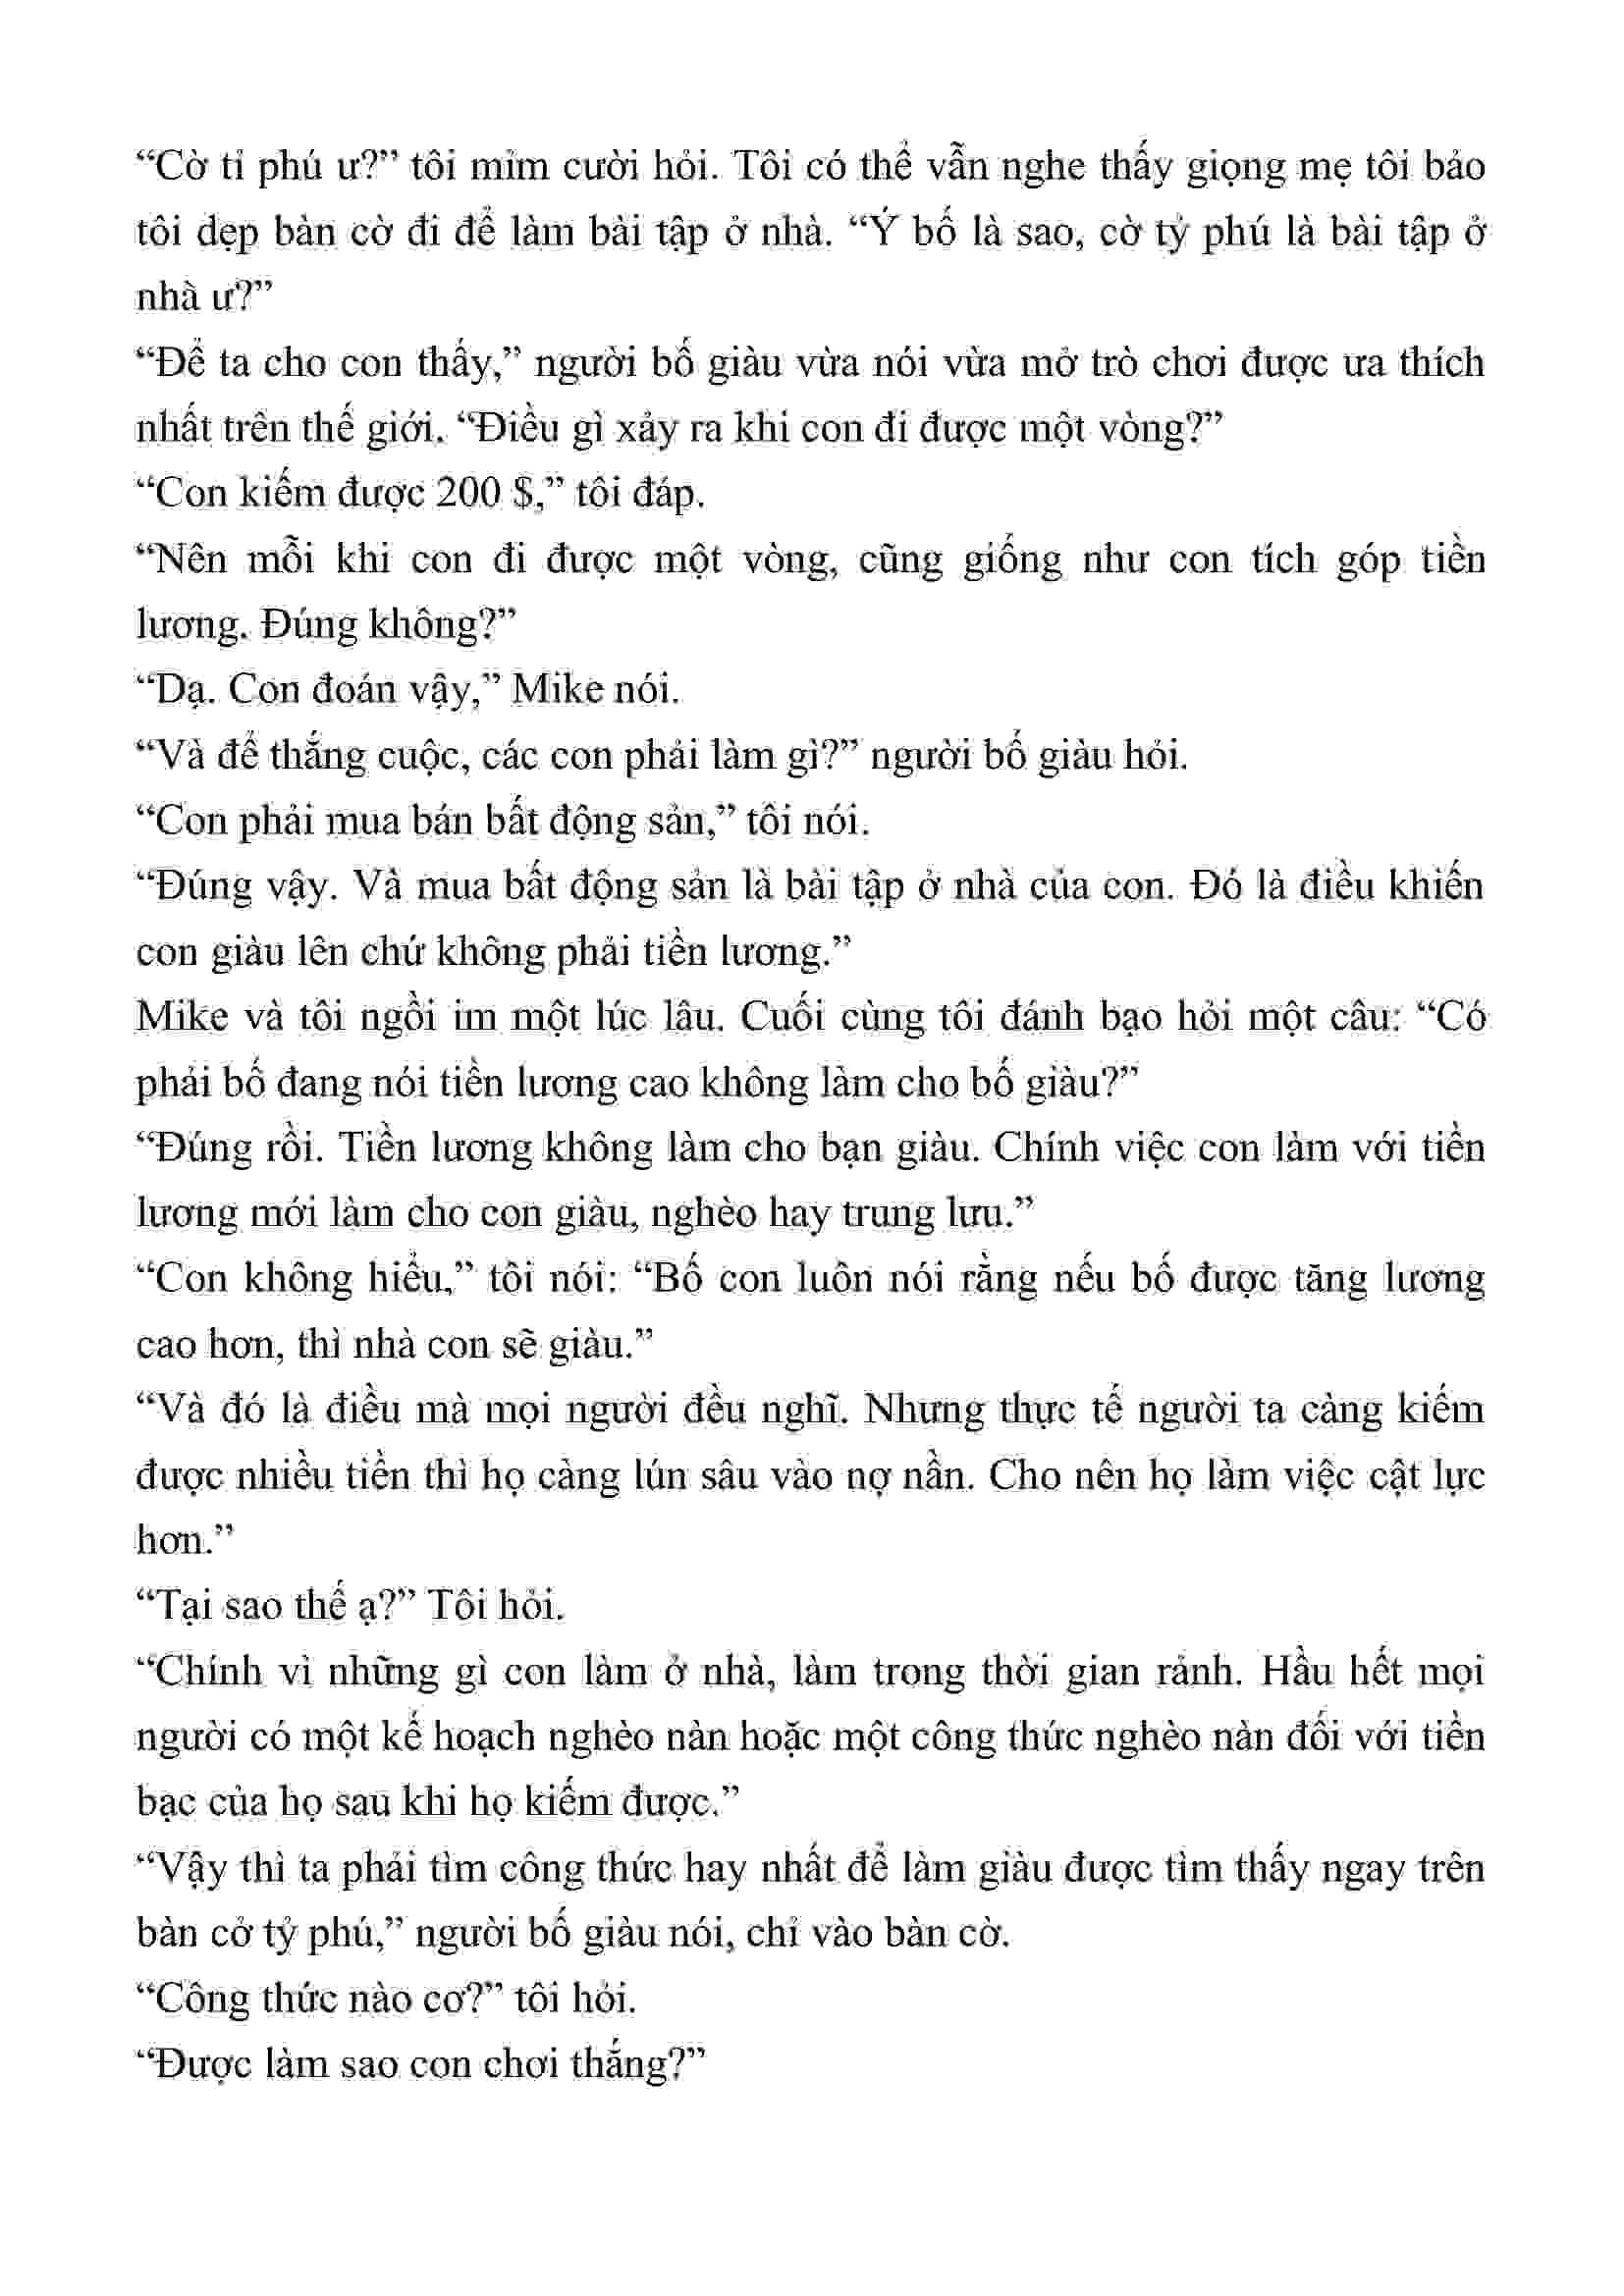 “Cờ tỉ phú ư?” tôi mỉm cười hỏi. Tôi có thể vẫn nghe thấy giọng mẹ tôi bảo
tôi dẹp bàn cờ đi để làm bài tập ở nhà. “Ý bố là sao, cờ tỷ phú là bài tập ở
nhà ư?”
“Để ta cho con thấy,” người bố giàu vừa nói vừa mở trò chơi được ưa thích
nhất trên thế giới. “Điều gì xảy ra khi con đi được một vòng?”
“Con kiếm được 200 $,” tôi đáp.
“Nên mỗi khi con đi được một vòng, cũng giống như con tích góp tiền
lương. Đúng không?”
“Dạ. Con đoán vậy,” Mike nói.
“Và để thắng cuộc, các con phải làm gì?” người bố giàu hỏi.
“Con phải mua bán bất động sản,” tôi nói.
“Đúng vậy. Và mua bất động sản là bài tập ở nhà của con. Đó là điều khiến
con giàu lên chứ không phải tiền lương.”
Mike và tôi ngồi im một lúc lâu. Cuối cùng tôi đánh bạo hỏi một câu: “Có
phải bố đang nói tiền lương cao không làm cho bố giàu?”
“Đúng rồi. Tiền lương không làm cho bạn giàu. Chính việc con làm với tiền
lương mới làm cho con giàu, nghèo hay trung lưu.”
“Con không hiểu,” tôi nói: “Bố con luôn nói rằng nếu bố được tăng lương
cao hơn, thì nhà con sẽ giàu.”
“Và đó là điều mà mọi người đều nghĩ. Nhưng thực tế người ta càng kiếm
được nhiều tiền thì họ càng lún sâu vào nợ nần. Cho nên họ làm việc cật lực
hơn.”
“Tại sao thế ạ?” Tôi hỏi.
“Chính vì những gì con làm ở nhà, làm trong thời gian rảnh. Hầu hết mọi
người có một kế hoạch nghèo nàn hoặc một công thức nghèo nàn đối với tiền
bạc của họ sau khi họ kiếm được.”
“Vậy thì ta phải tìm công thức hay nhất để làm giàu được tìm thấy ngay trên
bàn cở tỷ phú,” người bố giàu nói, chỉ vào bàn cờ.
“Công thức nào cơ?” tôi hỏi.
“Được làm sao con chơi thắng?”